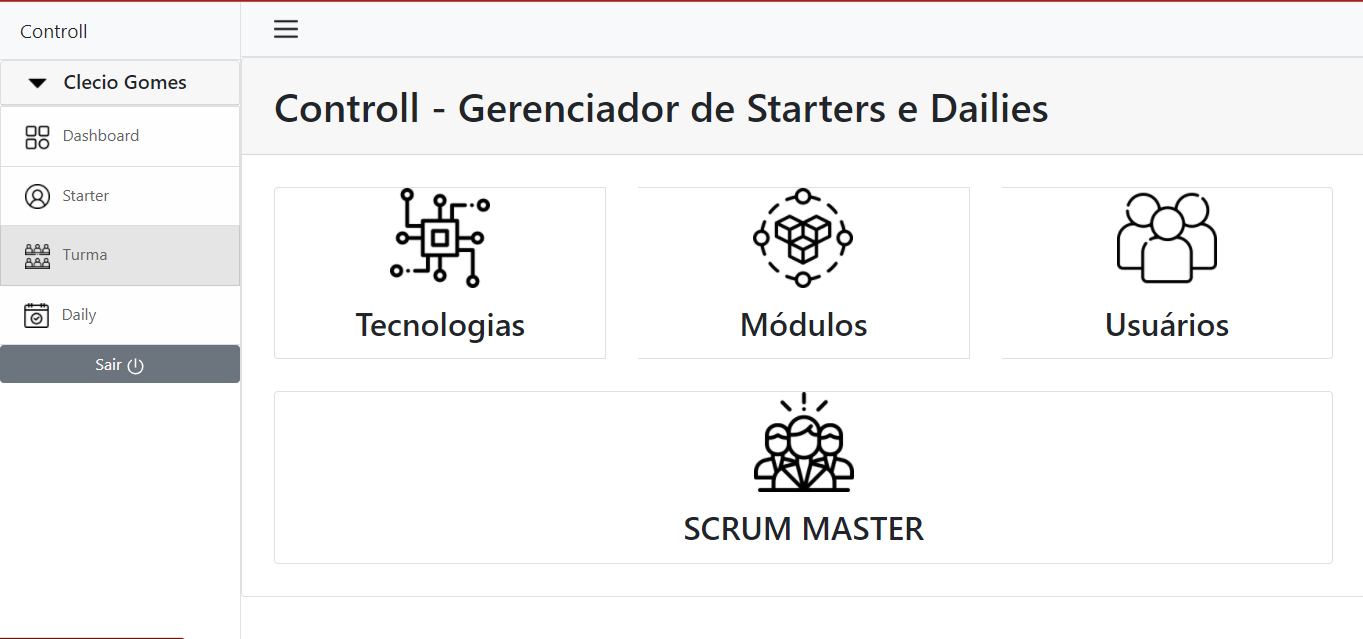 Controll
Clecio Gomes
Dashboard
Starter
Turma
Daily
Sair
Controll - Gerenciador de Starters e Dailies
Tecnologias
Módulos
Usuários
SCRUM MASTER